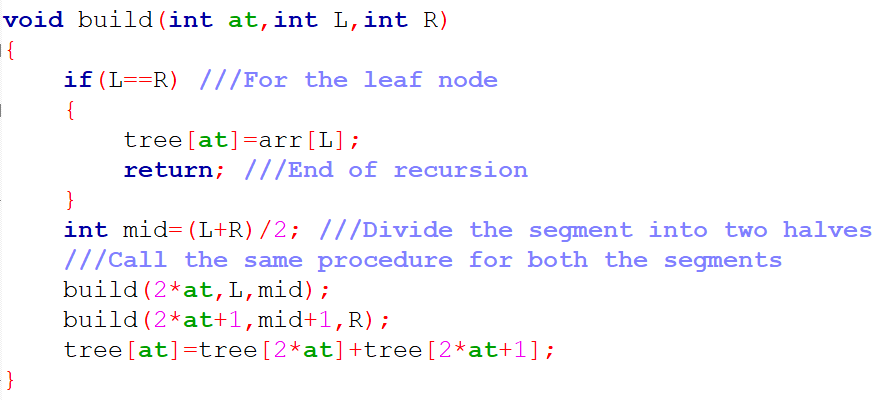 void build(int at,int L,int R)
{
    if(L==R) ///For the leaf node
    {
        tree[at]=arr[L];
        return; ///End of recursion
    }
    int mid=(L+R)/2; ///Divide the segment into two halves
    ///Call the same procedure for both the segments
    build(2*at,L,mid);
    build(2*at+1,mid+1,R);
    tree[at]=tree[2*at]+tree[2*at+1];
}